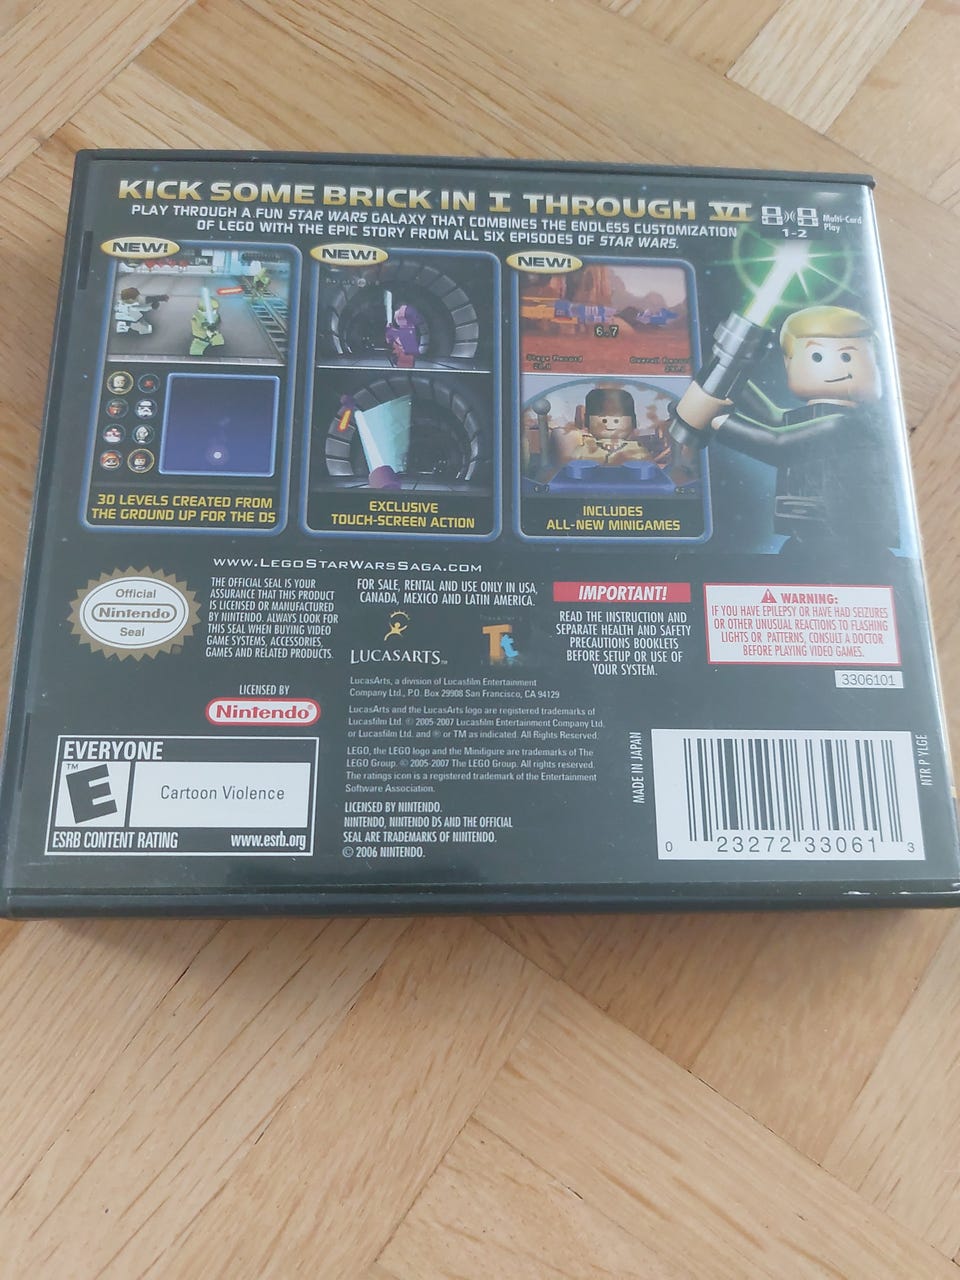 KICK SOME BRICK IN I THROUGH VI
PLAY THROUGH A FUN STAR WARS GALAXY THAT COMBINES THE ENDLESS CUSTOMIZATION
OF LEGO WITH THE EPIC STORY FROM ALL SIX EPISODES OF STAR WARS.
Multi-Card
Play
1-2
NEW!
NEW!
NEW!
6.7
Stage Record
Overall Record
30 LEVELS CREATED FROM
THE GROUND UP FOR THE DS
EXCLUSIVE
TOUCH-SCREEN ACTION
INCLUDES
ALL-NEW MINIGAMES
WWW.LEGOSTARWARSSAGA.COM
Official
Nintendo
Seal
THE OFFICIAL SEAL IS YOUR
ASSURANCE THAT THIS PRODUCT
IS LICENSED OR MANUFACTURED
BY NINTENDO. ALWAYS LOOK FOR
THIS SEAL WHEN BUYING VIDEO
GAME SYSTEMS, ACCESSORIES,
GAMES AND RELATED PRODUCTS.
FOR SALE, RENTAL AND USE ONLY IN USA,
CANADA, MEXICO AND LATIN AMERICA.
LUCASARTS™
IMPORTANT!
READ THE INSTRUCTION AND
SEPARATE HEALTH AND SAFETY
PRECAUTIONS BOOKLETS
BEFORE SETUP OR USE OF
YOUR SYSTEM.
WARNING:
IF YOU HAVE EPILEPSY OR HAVE HAD SEIZURES
OR OTHER UNUSUAL REACTIONS TO FLASHING
LIGHTS OR PATTERNS, CONSULT A DOCTOR
BEFORE PLAYING VIDEO GAMES.
3306101
LICENSED BY
Nintendo®
LucasArts, a division of Lucasfilm Entertainment
Company Ltd., P.O. Box 29908 San Francisco, CA 94129
LucasArts and the LucasArts logo are registered trademarks of
Lucasfilm Ltd. © 2005-2007 Lucasfilm Entertainment Company Ltd.
or Lucasfilm Ltd. and ® or TM as indicated. All Rights Reserved.
LEGO, the LEGO logo and the Minifigure are trademarks of The
LEGO Group. © 2005-2007 The LEGO Group. All rights reserved.
The ratings icon is a registered trademark of the Entertainment
Software Association.
LICENSED BY NINTENDO.
NINTENDO, NINTENDO DS AND THE OFFICIAL
SEAL ARE TRADEMARKS OF NINTENDO.
© 2006 NINTENDO.
EVERYONE
E
TM
Cartoon Violence
ESRB CONTENT RATING
www.esrb.org
MADE IN JAPAN
0 23272 33061 3
NTR P YLGE